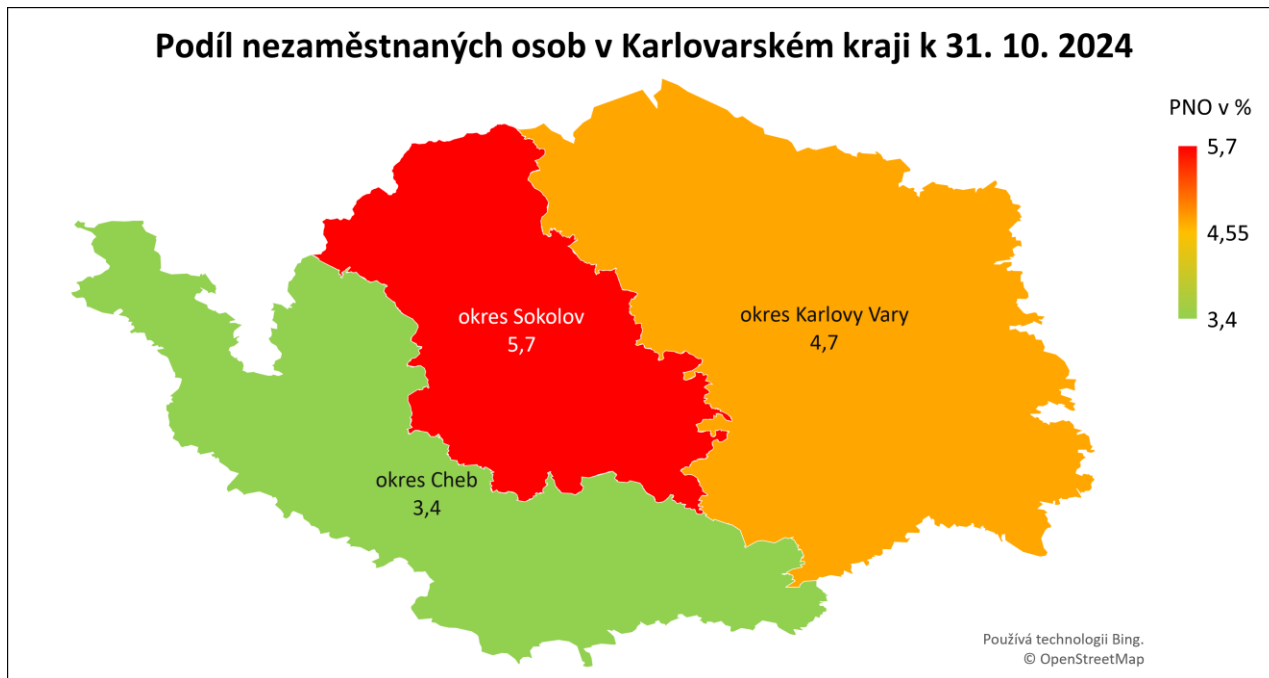 Podíl nezaměstnaných osob v Karlovarském kraji k 31. 10. 2024
PNO v %
5,7
4,55
3,4
okres Sokolov
5,7
okres Karlovy Vary
4,7
okres Cheb
3,4
Používá technologii Bing.
© OpenStreetMap